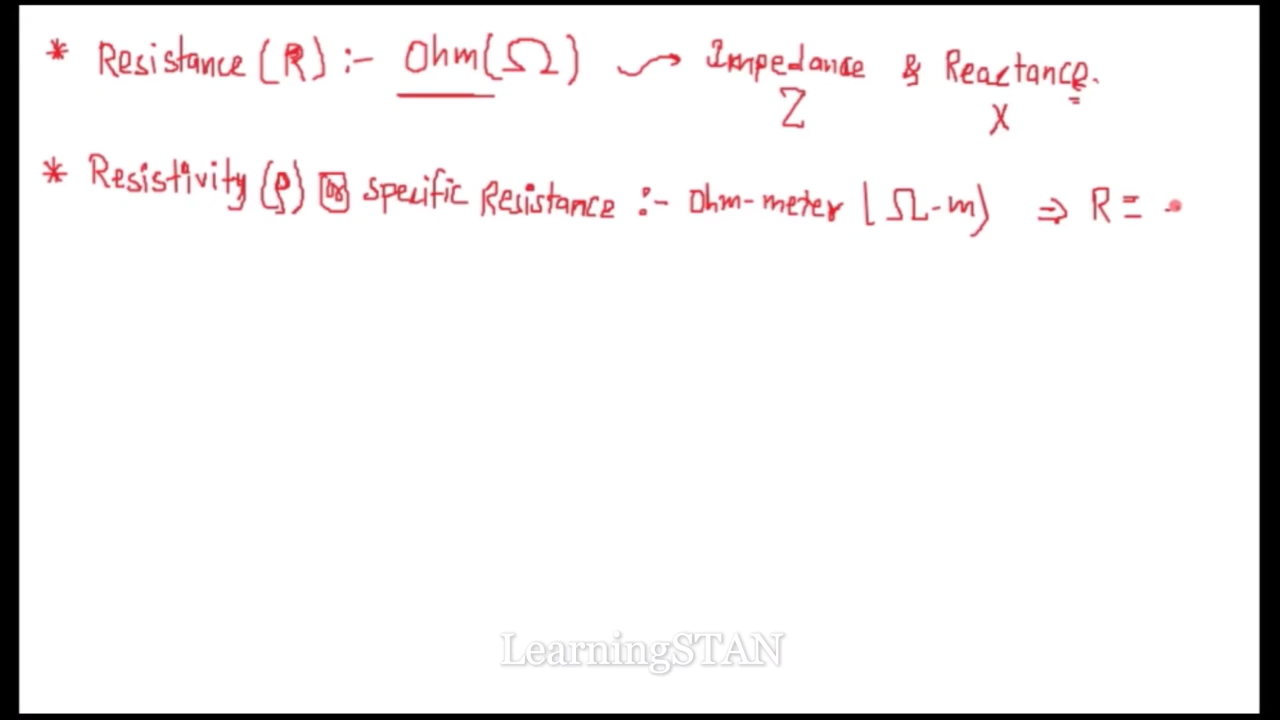 * Resistance (R) :- Ohm (Ω) → Impedance & Reactance.
Z X
* Resistivity (ρ) or specific Resistance :- Ohm-meter (Ω-m) ⇒ R =
LearningSTAN